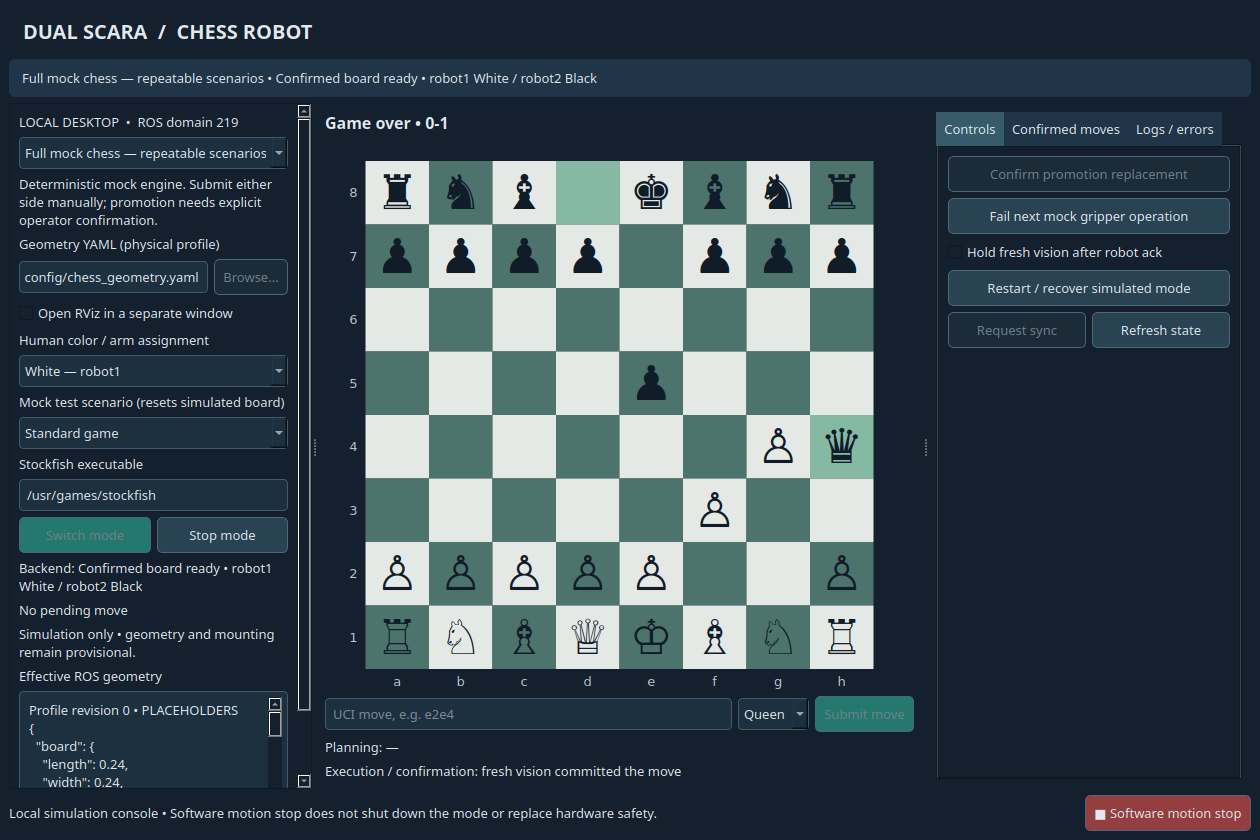 DUAL SCARA / CHESS ROBOT
Full mock chess — repeatable scenarios • Confirmed board ready • robot1 White / robot2 Black
LOCAL DESKTOP • ROS domain 219
Full mock chess — repeatable scenarios
Deterministic mock engine. Submit either
side manually; promotion needs explicit
operator confirmation.
Geometry YAML (physical profile)
config/chess_geometry.yaml
Browse...
Open RViz in a separate window
Human color / arm assignment
White — robot1
Mock test scenario (resets simulated board)
Standard game
Stockfish executable
/usr/games/stockfish
Switch mode
Stop mode
Backend: Confirmed board ready • robot1
White / robot2 Black
No pending move
Simulation only • geometry and mounting
remain provisional.
Effective ROS geometry
Profile revision 0 • PLACEHOLDERS
{
"board": {
"length": 0.24,
"width": 0.24,
Game over • 0-1
8
7
6
5
4
3
2
1
a b c d e f g h
UCI move, e.g. e2e4
Queen
Submit move
Planning: —
Execution / confirmation: fresh vision committed the move
Controls
Confirmed moves
Logs / errors
Confirm promotion replacement
Fail next mock gripper operation
Hold fresh vision after robot ack
Restart / recover simulated mode
Request sync
Refresh state
Local simulation console • Software motion stop does not shut down the mode or replace hardware safety.
Software motion stop